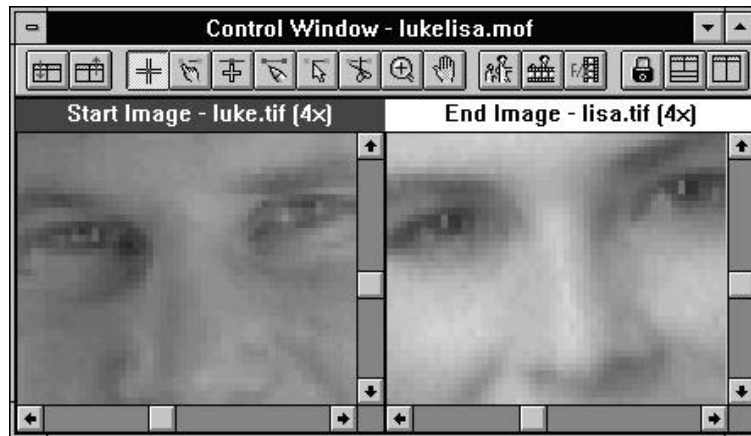 Control Window - lukelisa.mof
F/
Start Image - luke.tif (4x)
End Image - lisa.tif (4x)